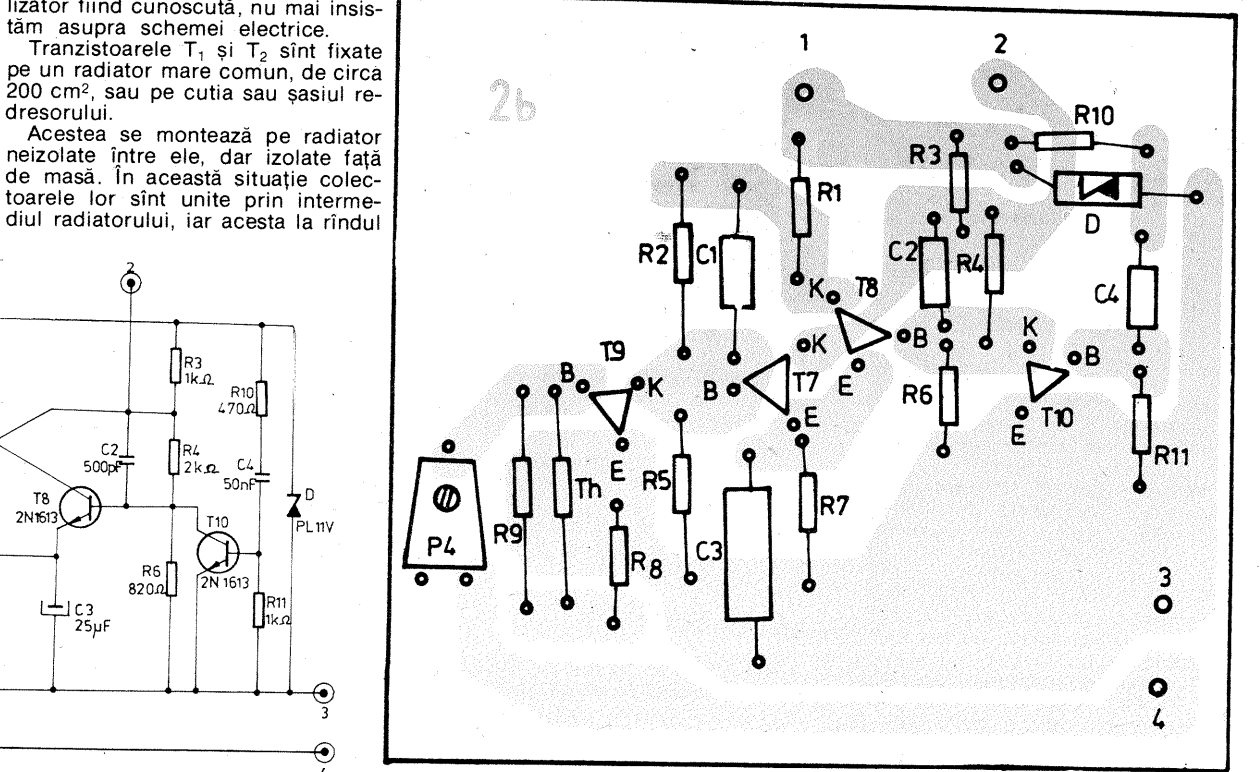 lizator fiind cunoscută, nu mai insis-
tăm asupra schemei electrice.
Tranzistoarele T₁ și T₂ sînt fixate
pe un radiator mare comun, de circa
200 cm², sau pe cutia sau șasiul re-
dresorului.
Acestea se montează pe radiator
neizolate între ele, dar izolate față
de masă. În această situație colec-
toarele lor sînt unite prin interme-
diul radiatorului, iar acesta la rîndul
2
R3
1kΩ
R10
470Ω
C2
500pF
R4
2kΩ
C4
50nF
T8
2N1613
T10
2N 1613
D
PL11V
R6
820Ω
R11
1kΩ
C3
25μF
3
2b
1
2
R10
R3
R1
D
R2
C1
C2
R4
C4
K
T8
B
E
K
T9
B
K
T7
B
E
E
K
B
T10
E
R6
R11
R5
Th
R9
P4
R8
C3
R7
3
4